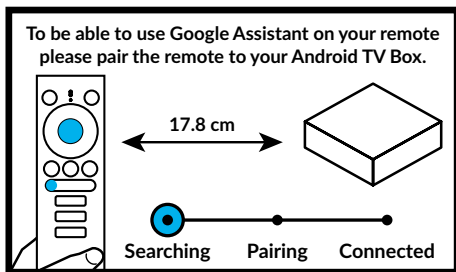 To be able to use Google Assistant on your remote
please pair the remote to your Android TV Box.
17.8 cm
Searching Pairing Connected